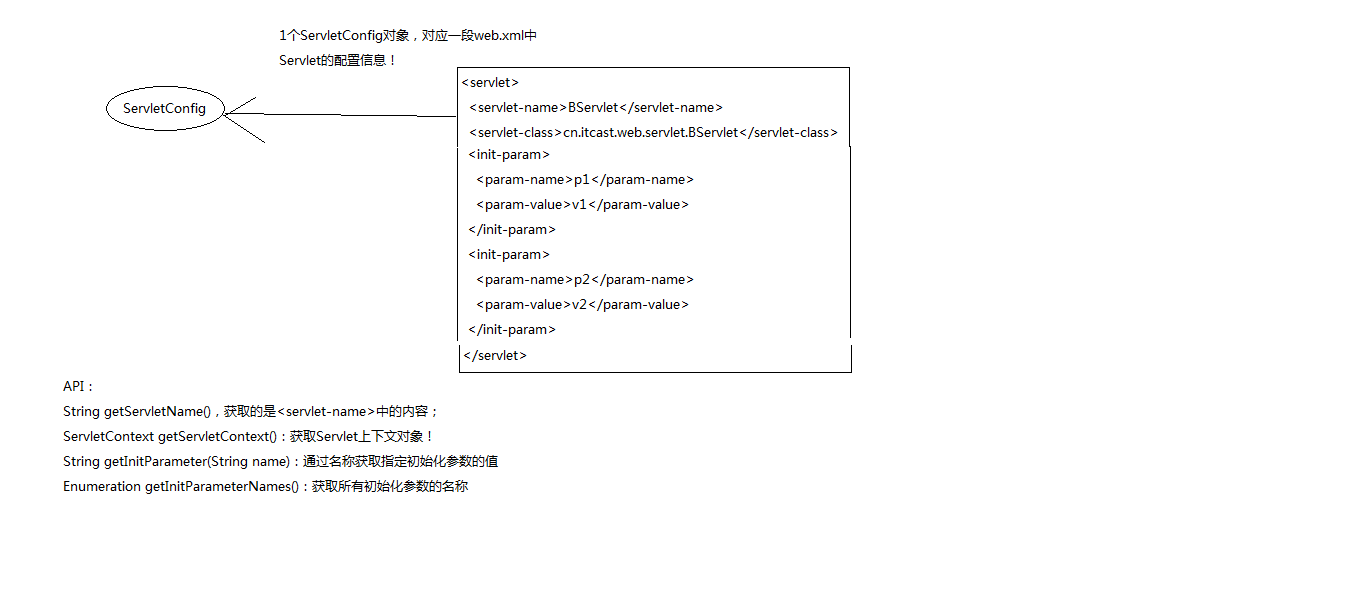 1个ServletConfig对象，对应一段web.xml中
Servlet的配置信息！
ServletConfig
<servlet>
<servlet-name>BServlet</servlet-name>
<servlet-class>cn.itcast.web.servlet.BServlet</servlet-class>
<init-param>
<param-name>p1</param-name>
<param-value>v1</param-value>
</init-param>
<init-param>
<param-name>p2</param-name>
<param-value>v2</param-value>
</init-param>
</servlet>
API：
String getServletName()，获取的是<servlet-name>中的内容；
ServletContext getServletContext()：获取Servlet上下文对象！
String getInitParameter(String name)：通过名称获取指定初始化参数的值
Enumeration getInitParameterNames()：获取所有初始化参数的名称